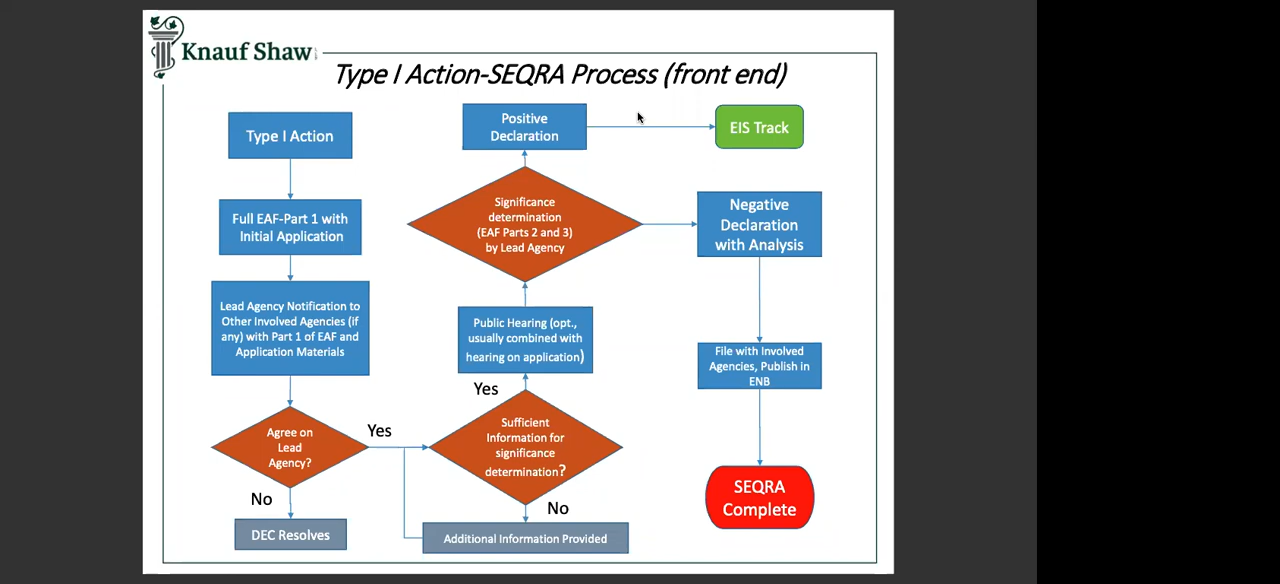 Knauf Shaw
Type I Action-SEQRA Process (front end)
Type I Action
Full EAF-Part 1 with
Initial Application
Lead Agency Notification to
Other Involved Agencies (if
any) with Part 1 of EAF and
Application Materials
Agree on
Lead
Agency?
Yes
No
DEC Resolves
Positive
Declaration
Significance
determination
(EAF Parts 2 and 3)
by Lead Agency
Public Hearing (opt.,
usually combined with
hearing on application)
Yes
Sufficient
Information for
significance
determination?
No
Additional Information Provided
EIS Track
Negative
Declaration
with Analysis
File with Involved
Agencies, Publish in
ENB
SEQRA
Complete